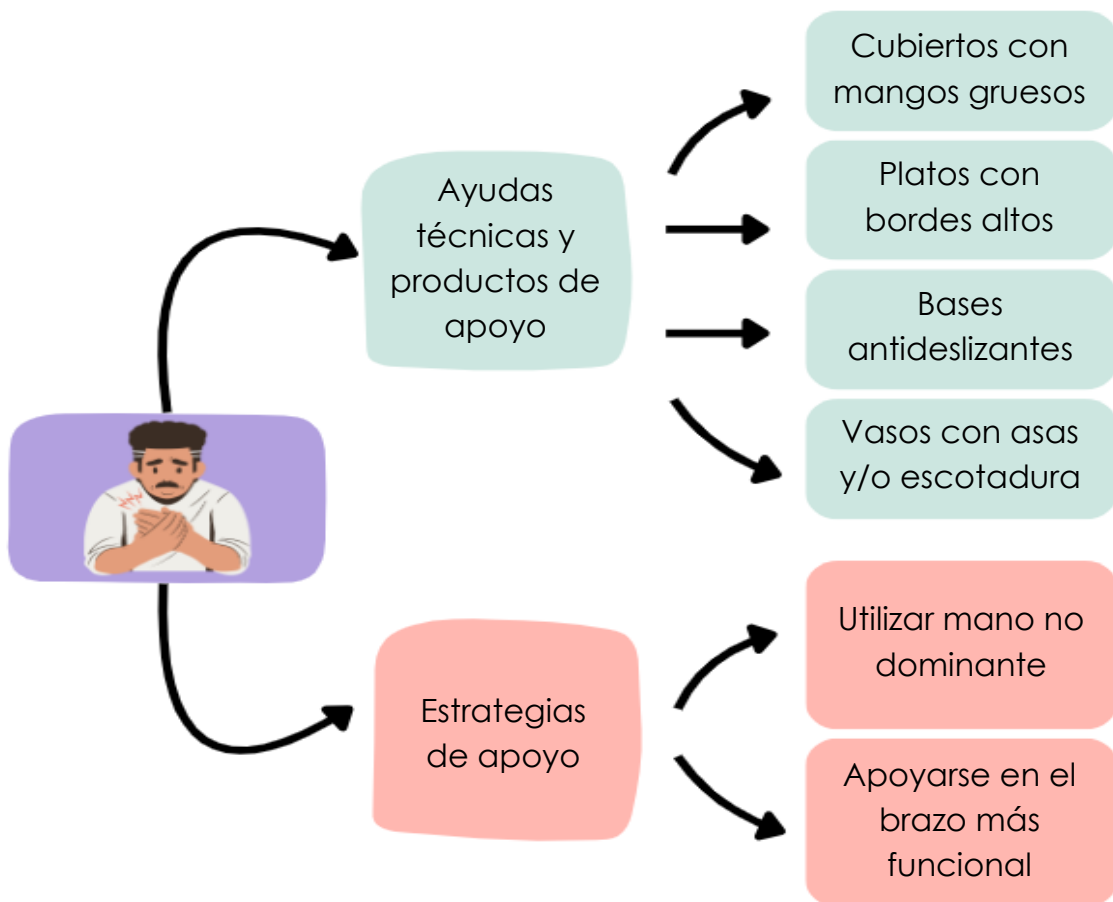 Ayudas
técnicas y
productos de
apoyo
Cubiertos con
mangos gruesos
Platos con
bordes altos
Bases
antideslizantes
Vasos con asas
y/o escotadura
Estrategias
de apoyo
Utilizar mano no
dominante
Apoyarse en el
brazo más
funcional